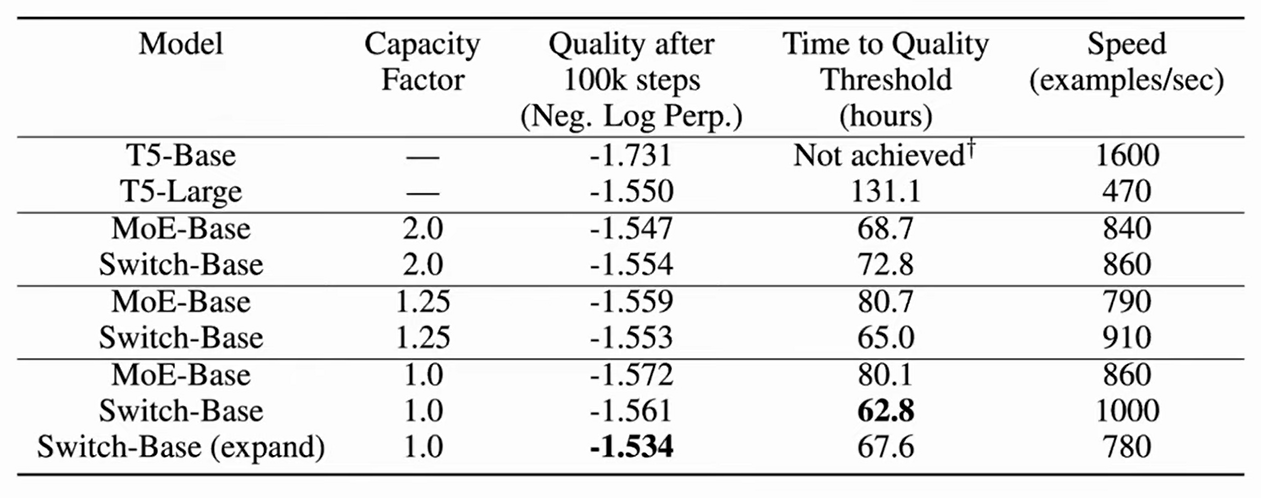 Model Capacity Factor Quality after 100k steps (Neg. Log Perp.) Time to Quality Threshold (hours) Speed (examples/sec)
T5-Base — -1.731 Not achieved† 1600
T5-Large — -1.550 131.1 470
MoE-Base 2.0 -1.547 68.7 840
Switch-Base 2.0 -1.554 72.8 860
MoE-Base 1.25 -1.559 80.7 790
Switch-Base 1.25 -1.553 65.0 910
MoE-Base 1.0 -1.572 80.1 860
Switch-Base 1.0 -1.561 62.8 1000
Switch-Base (expand) 1.0 -1.534 67.6 780